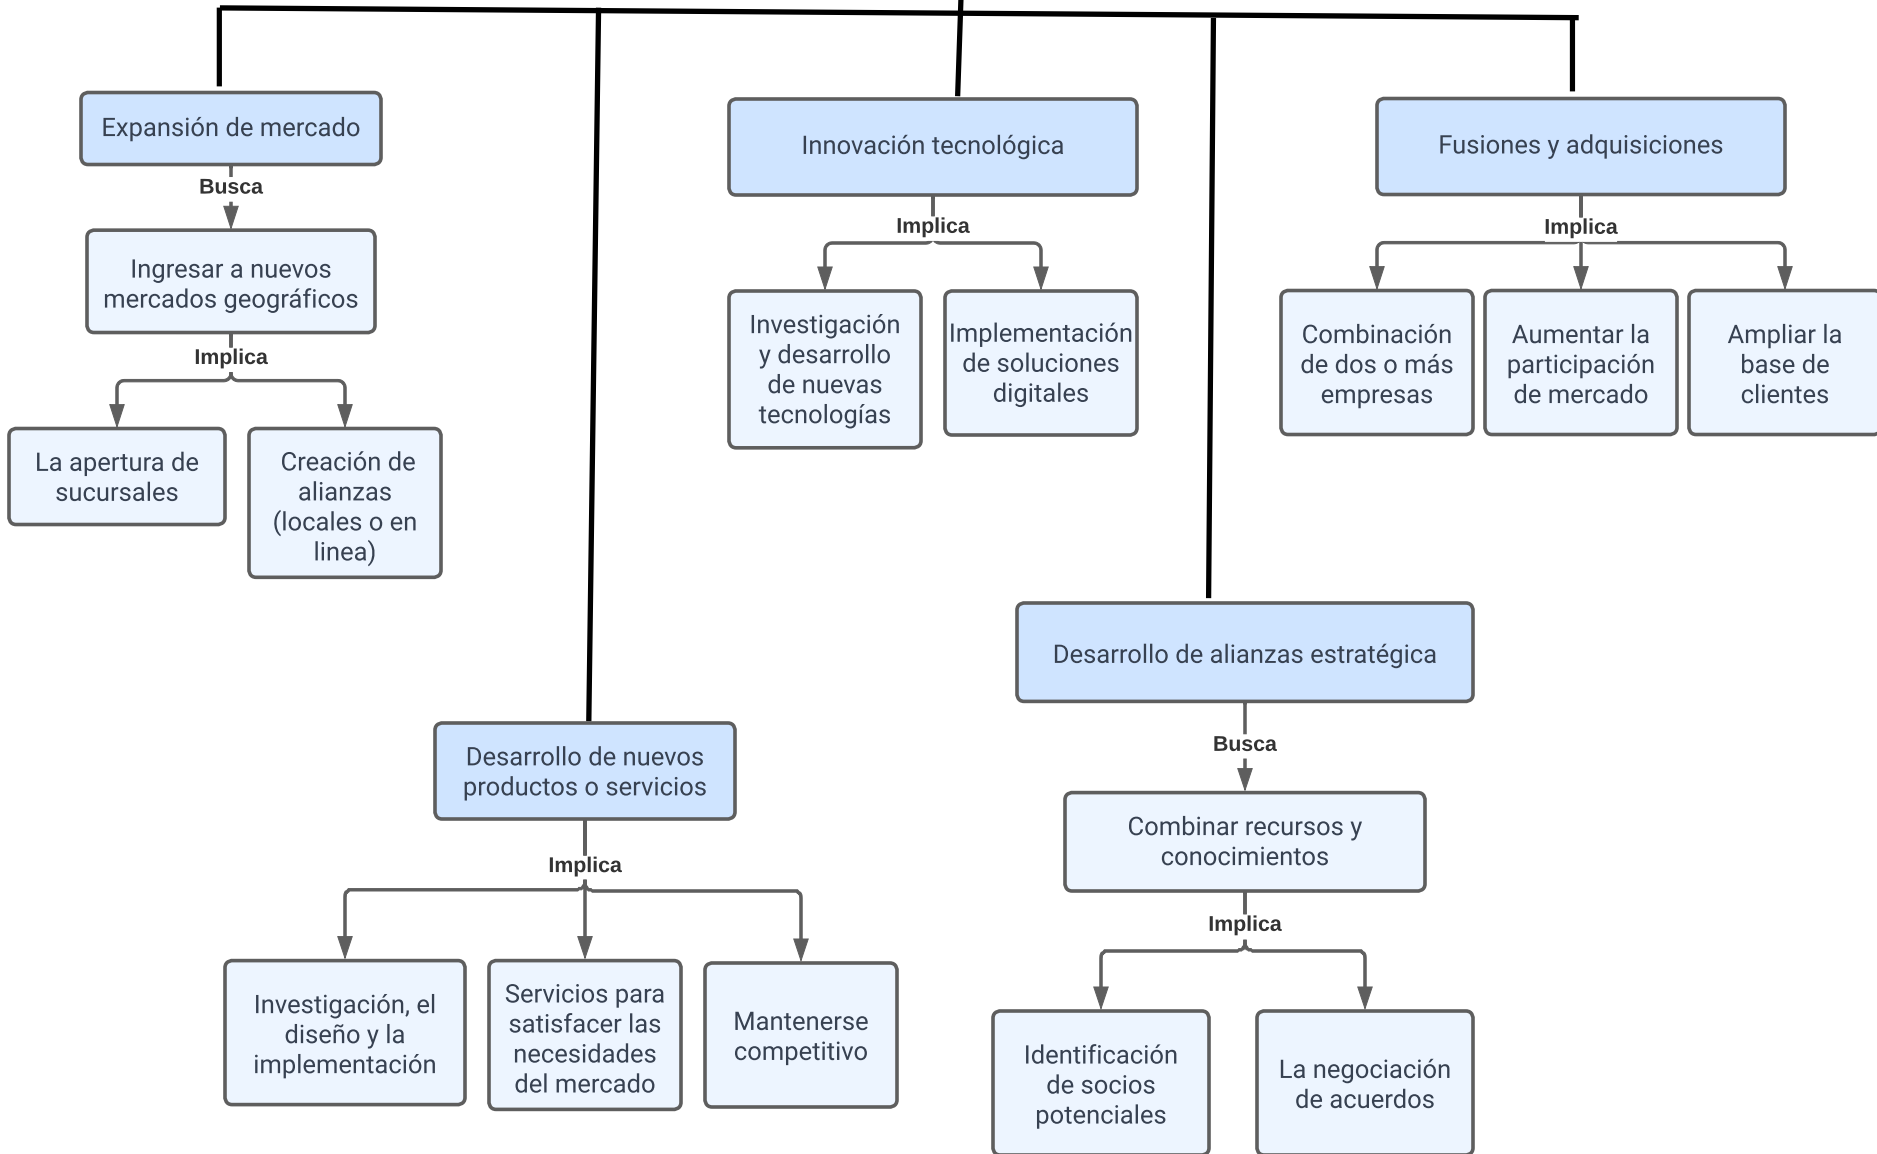 Expansión de mercado
Busca
Ingresar a nuevos
mercados geográficos
Implica
La apertura de
sucursales
Creación de
alianzas
(locales o en
linea)
Desarrollo de nuevos
productos o servicios
Implica
Investigación, el
diseño y la
implementación
Servicios para
satisfacer las
necesidades
del mercado
Mantenerse
competitivo
Innovación tecnológica
Implica
Investigación
y desarrollo
de nuevas
tecnologías
Implementación
de soluciones
digitales
Desarrollo de alianzas estratégica
Busca
Combinar recursos y
conocimientos
Implica
Identificación
de socios
potenciales
La negociación
de acuerdos
Fusiones y adquisiciones
Implica
Combinación
de dos o más
empresas
Aumentar la
participación
de mercado
Ampliar la
base de
clientes